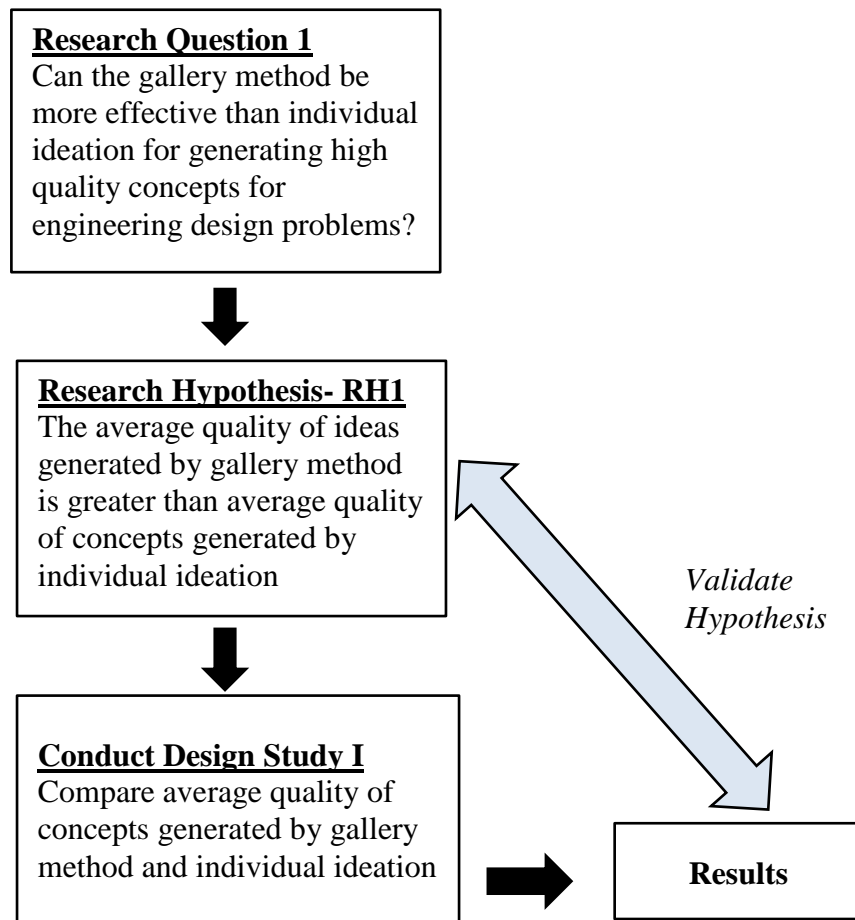 Research Question 1
Can the gallery method be
more effective than individual
ideation for generating high
quality concepts for
engineering design problems?
Research Hypothesis- RH1
The average quality of ideas
generated by gallery method
is greater than average quality
of concepts generated by
individual ideation
Validate
Hypothesis
Conduct Design Study I
Compare average quality of
concepts generated by gallery
method and individual ideation
Results